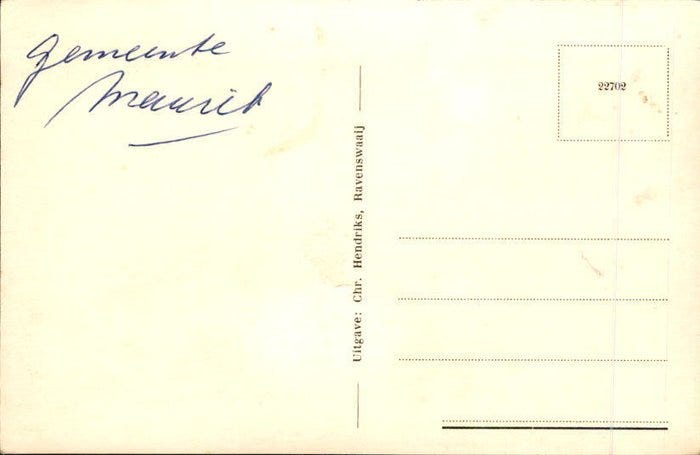 Gemeente
Maurik
22702
Uitgave: Chr. Hendriks, Ravenswaaij